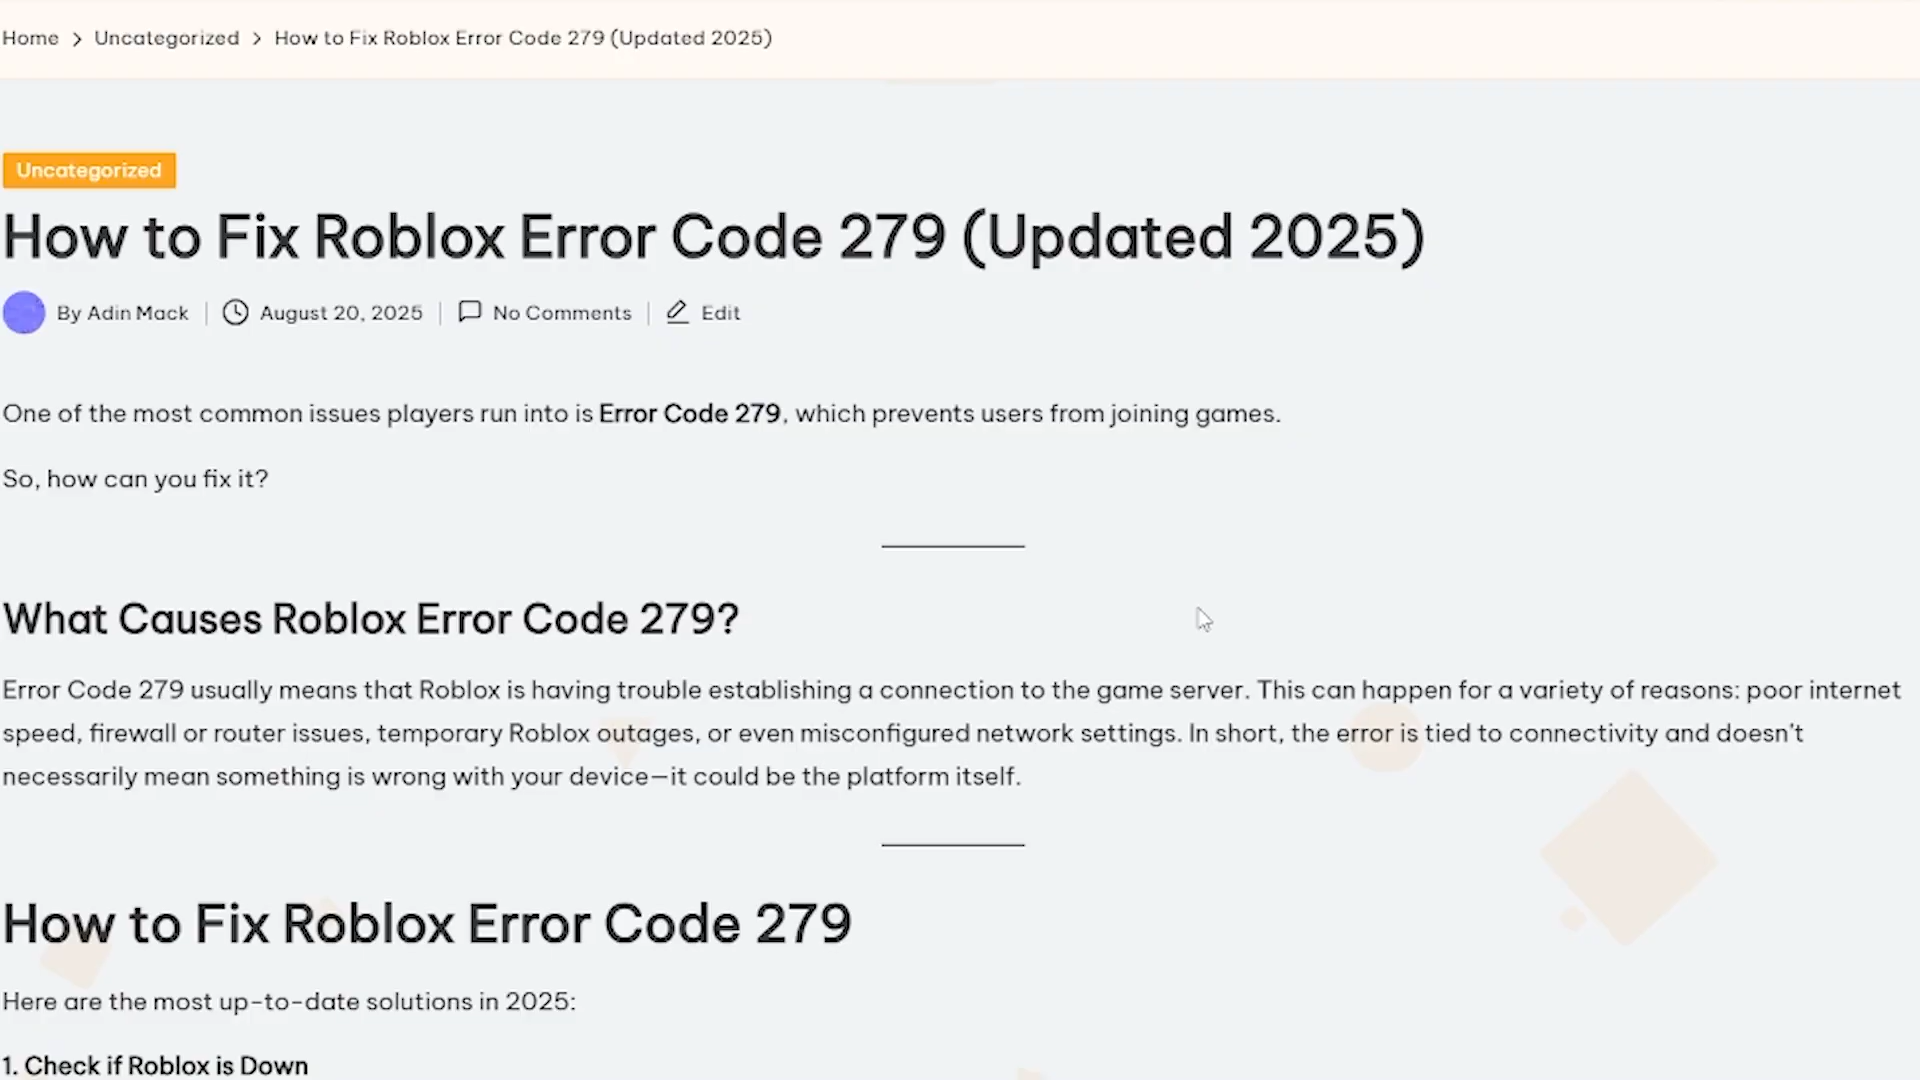 Home > Uncategorized > How to Fix Roblox Error Code 279 (Updated 2025)
Uncategorized
How to Fix Roblox Error Code 279 (Updated 2025)
By Adin Mack | August 20, 2025 | No Comments | Edit
One of the most common issues players run into is Error Code 279, which prevents users from joining games.
So, how can you fix it?
What Causes Roblox Error Code 279?
Error Code 279 usually means that Roblox is having trouble establishing a connection to the game server. This can happen for a variety of reasons: poor internet
speed, firewall or router issues, temporary Roblox outages, or even misconfigured network settings. In short, the error is tied to connectivity and doesn't
necessarily mean something is wrong with your device—it could be the platform itself.
How to Fix Roblox Error Code 279
Here are the most up-to-date solutions in 2025:
1. Check if Roblox is Down